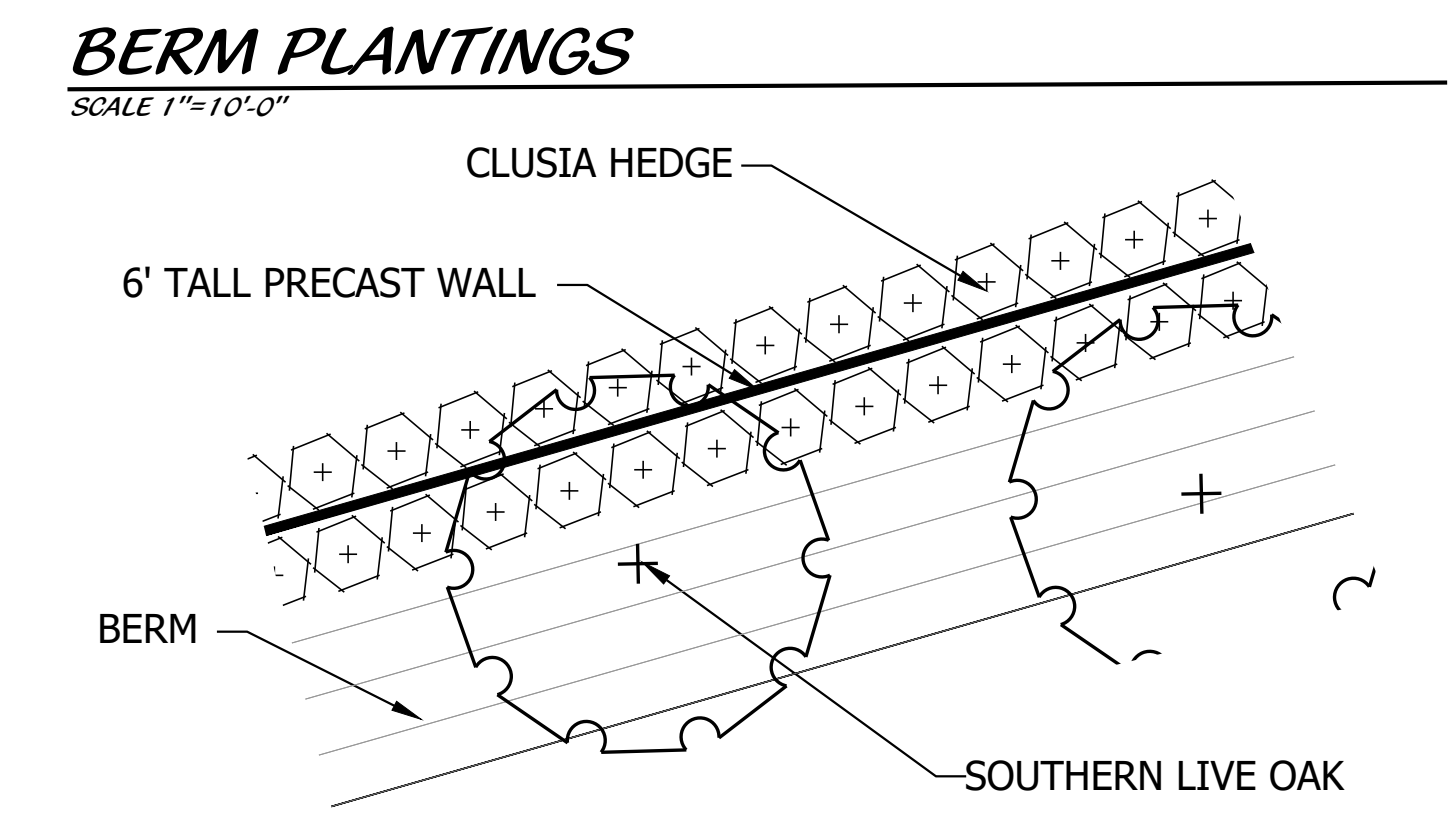 BERM PLANTINGS
SCALE 1"=10'-0"
CLUSIA HEDGE
6' TALL PRECAST WALL
BERM
SOUTHERN LIVE OAK